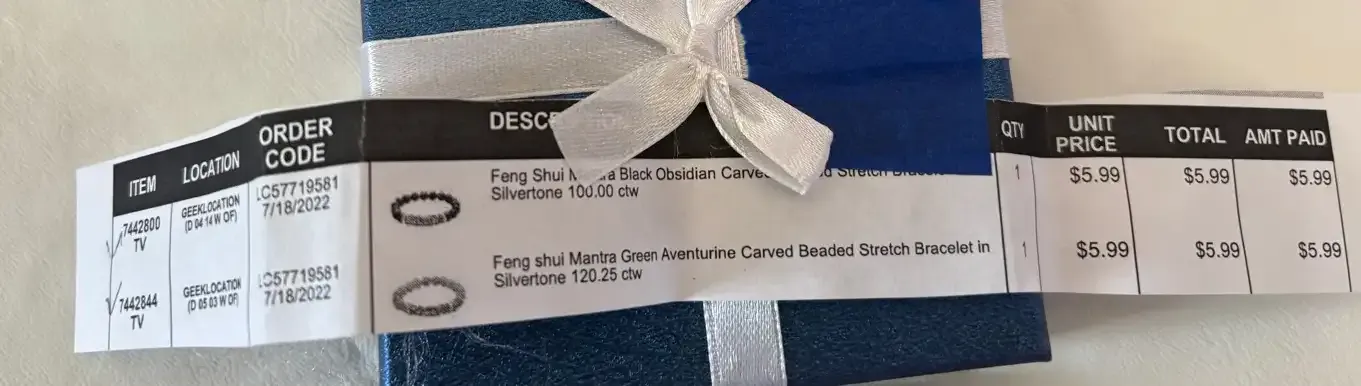 ITEM LOCATION ORDER CODE QTY UNIT PRICE TOTAL AMT PAID
7442800 TV GEEKLOCATION (D 04 14 W OF) LC57719581 7/18/2022 Feng Shui Black Obsidian Stretch 1 $5.99 $5.99 $5.99
Silvertone 100.00 ctw
7442844 TV GEEKLOCATION (D 05 03 W OF) LC57719581 7/18/2022 Feng shui Mantra Green Aventurine Carved Beaded Stretch Bracelet in 1 $5.99 $5.99 $5.99
Silvertone 120.25 ctw